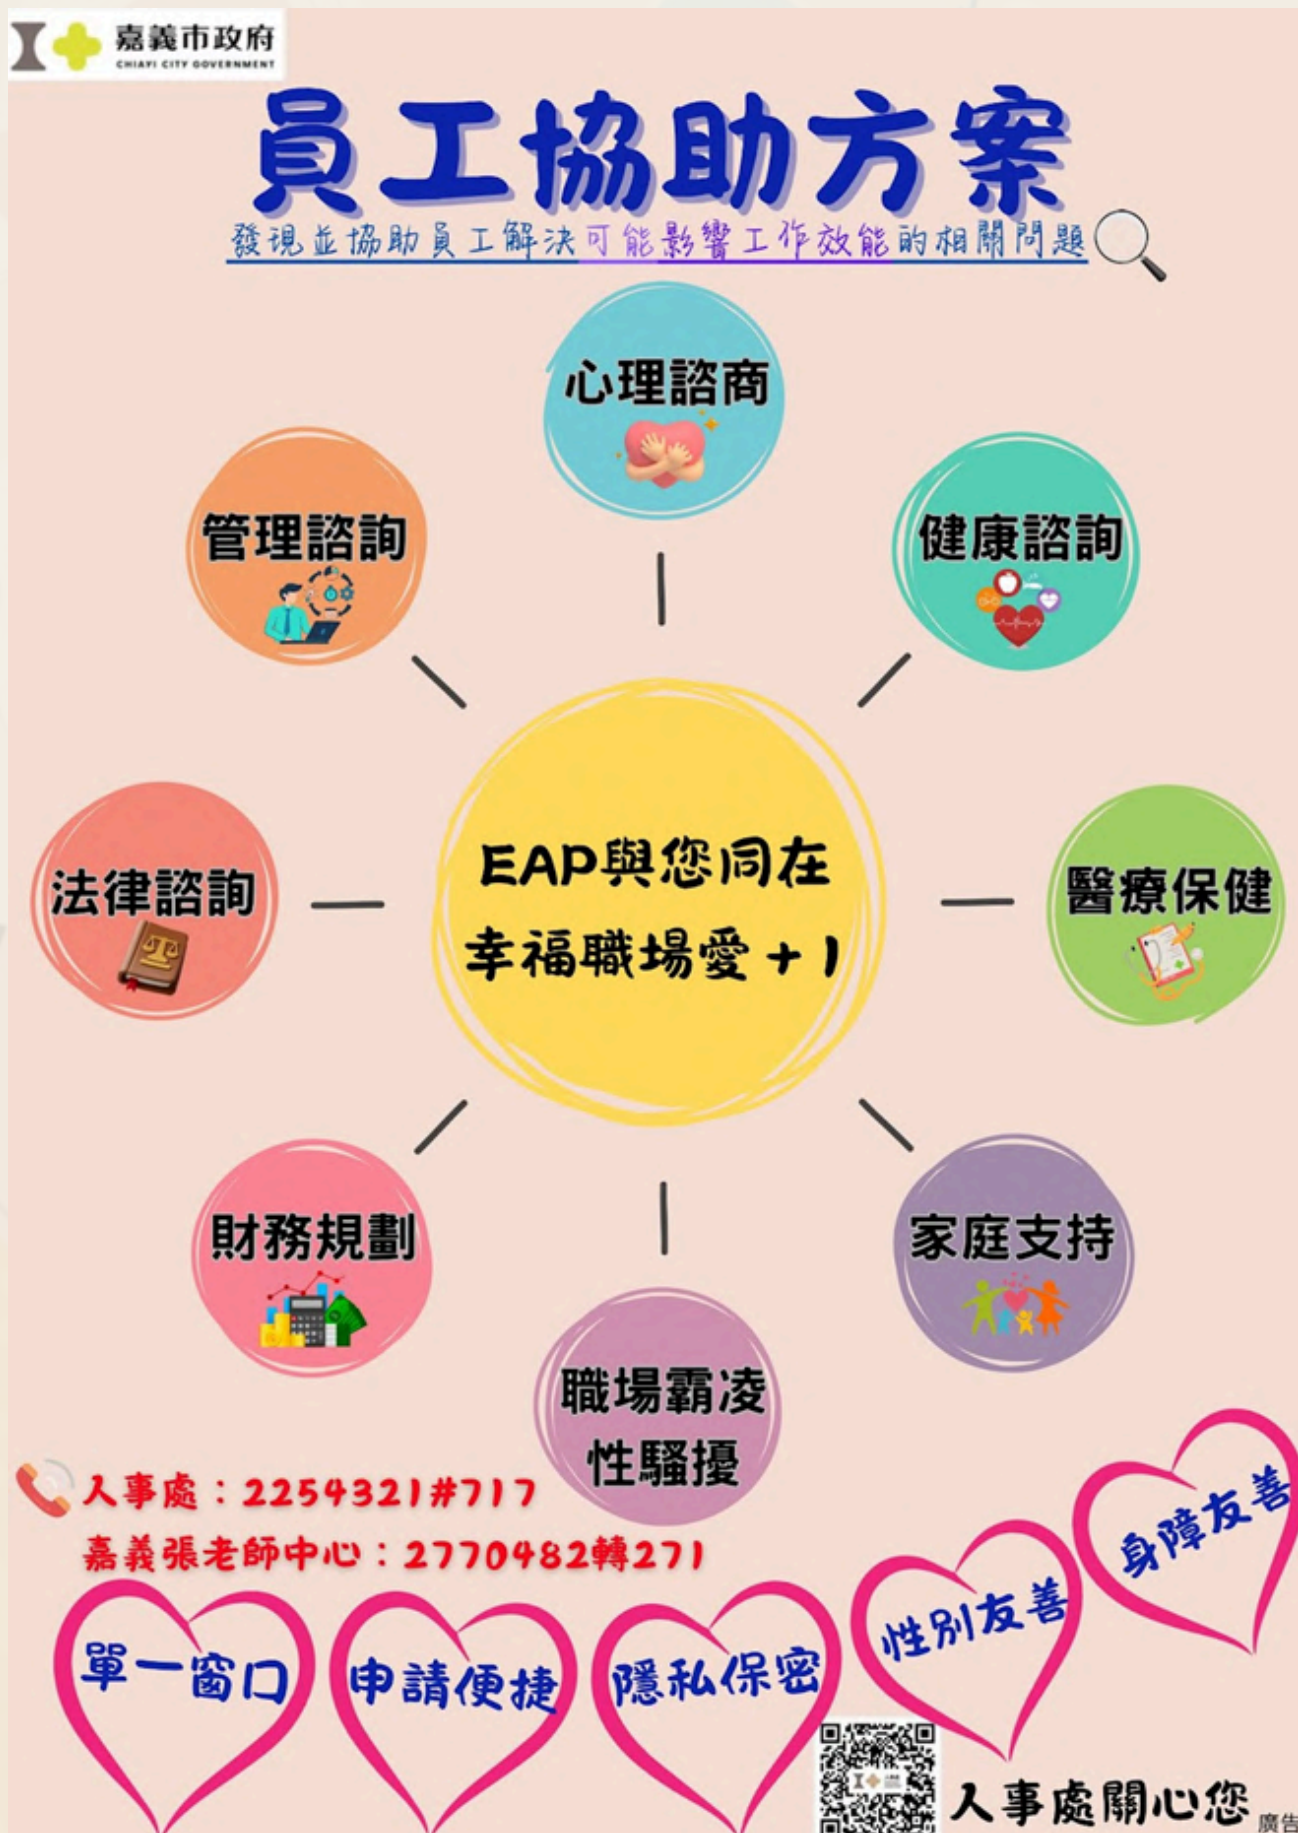 嘉義市政府
CHIAYI CITY GOVERNMENT
員工協助方案
發現並協助員工解決可能影響工作效能的相關問題
心理諮商
管理諮詢
健康諮詢
法律諮詢
EAP與您同在
幸福職場愛+1
醫療保健
財務規劃
家庭支持
職場霸凌
性騷擾
人事處：2254321#717
嘉義張老師中心：2770482轉271
單一窗口
申請便捷
隱私保密
性別友善
身障友善
人事處關心您
廣告